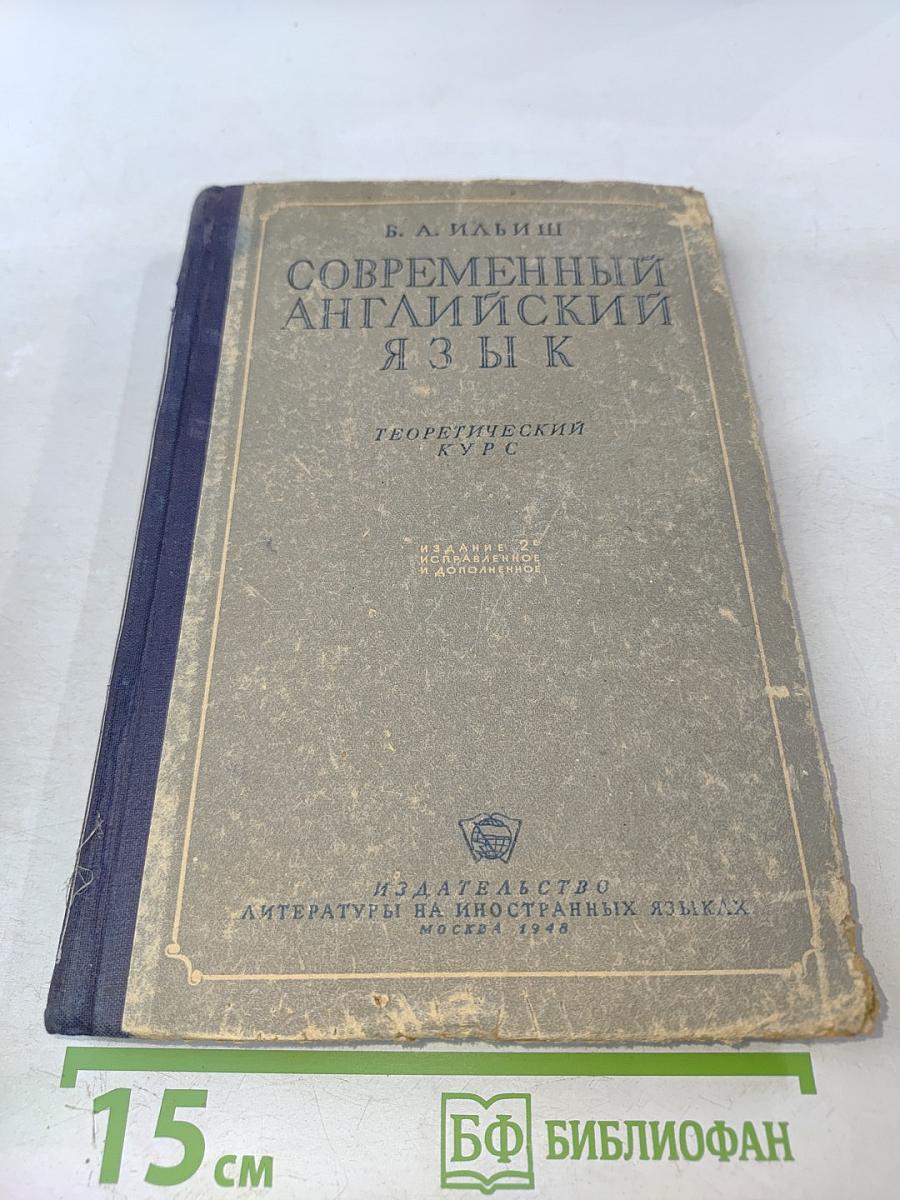 Б. А. ИЛЬИШ
СОВРЕМЕННЫЙ
АНГЛИЙСКИЙ
ЯЗЫК
ТЕОРЕТИЧЕСКИЙ
КУРС
ИЗДАНИЕ 2Е
ИСПРАВЛЕННОЕ
И ДОПОЛНЕННОЕ
ИЗДАТЕЛЬСТВО
ЛИТЕРАТУРЫ НА ИНОСТРАННЫХ ЯЗЫКАХ
МОСКВА 1948
15 см
БФ БИБЛИОФАН